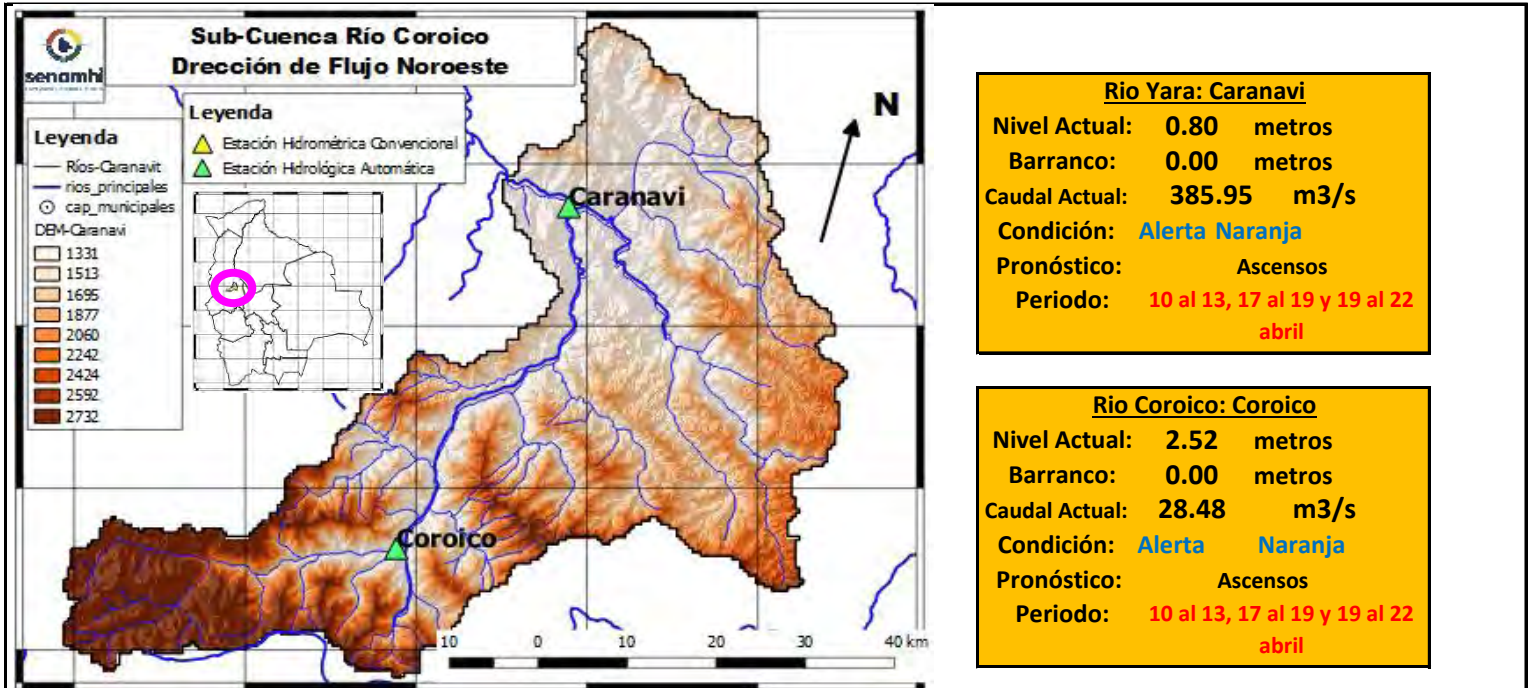 senamhi
Sub-Cuenca Río Coroico
Drección de Flujo Noroeste
Leyenda
Estación Hidrométrica Convencional
Estación Hidrológica Automática
Leyenda
Ríos-Caranavit
rios_principales
cap_municipales
DEM-Caranavi
1331
1513
1695
1877
2060
2242
2424
2592
2732
N
Caranavi
Coroico
10 0 10 20 30 40 km
Rio Yara: Caranavi
Nivel Actual: 0.80 metros
Barranco: 0.00 metros
Caudal Actual: 385.95 m3/s
Condición: Alerta Naranja
Pronóstico: Ascensos
Periodo: 10 al 13, 17 al 19 y 19 al 22
abril
Rio Coroico: Coroico
Nivel Actual: 2.52 metros
Barranco: 0.00 metros
Caudal Actual: 28.48 m3/s
Condición: Alerta Naranja
Pronóstico: Ascensos
Periodo: 10 al 13, 17 al 19 y 19 al 22
abril